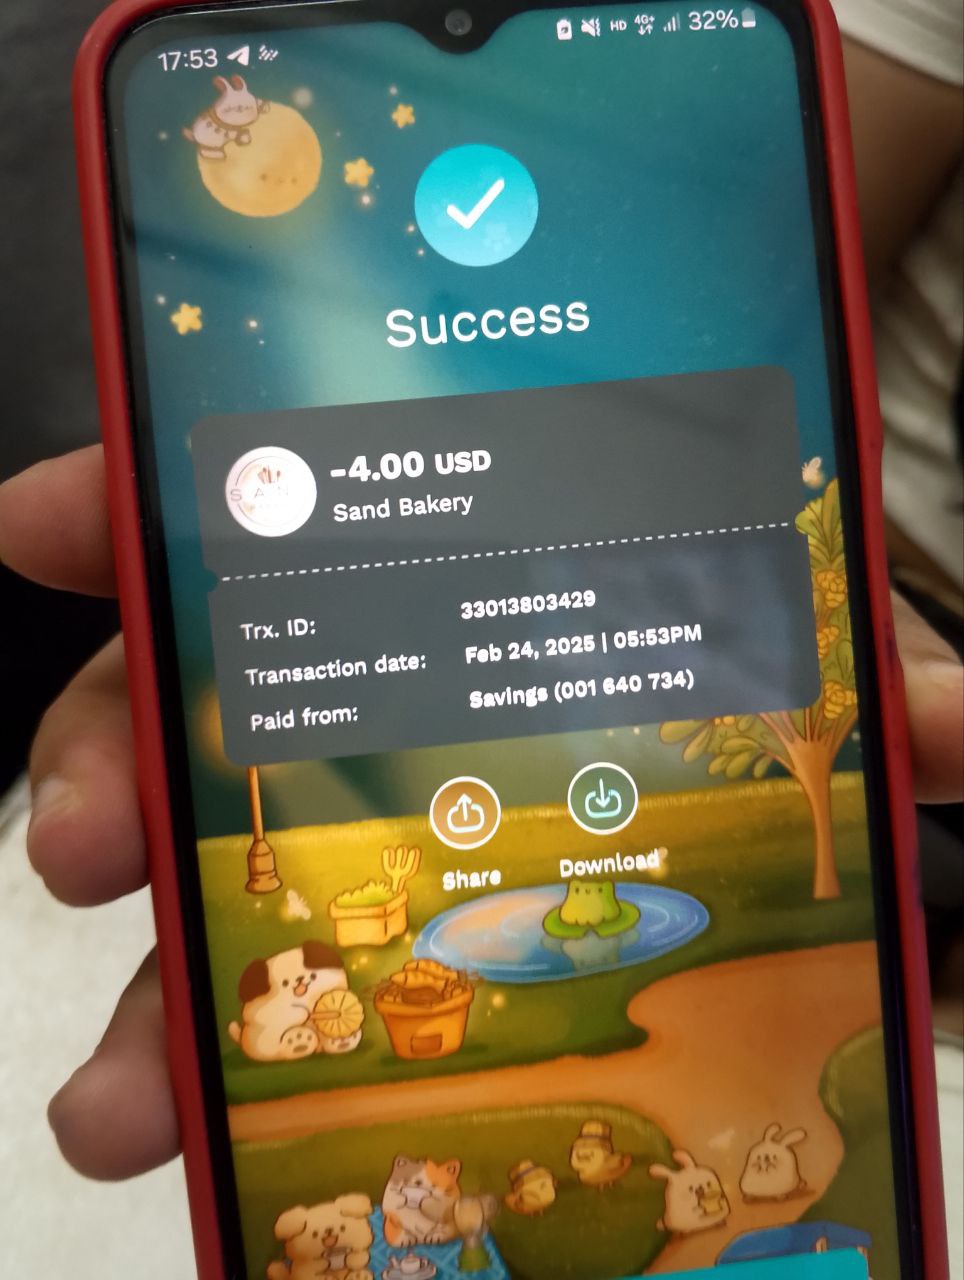 17:53
HD 4G+ 32%
Success
-4.00 USD
Sand Bakery
Trx. ID: 33013803429
Transaction date: Feb 24, 2025 | 05:53PM
Paid from: Savings (001 640 734)
Share Download